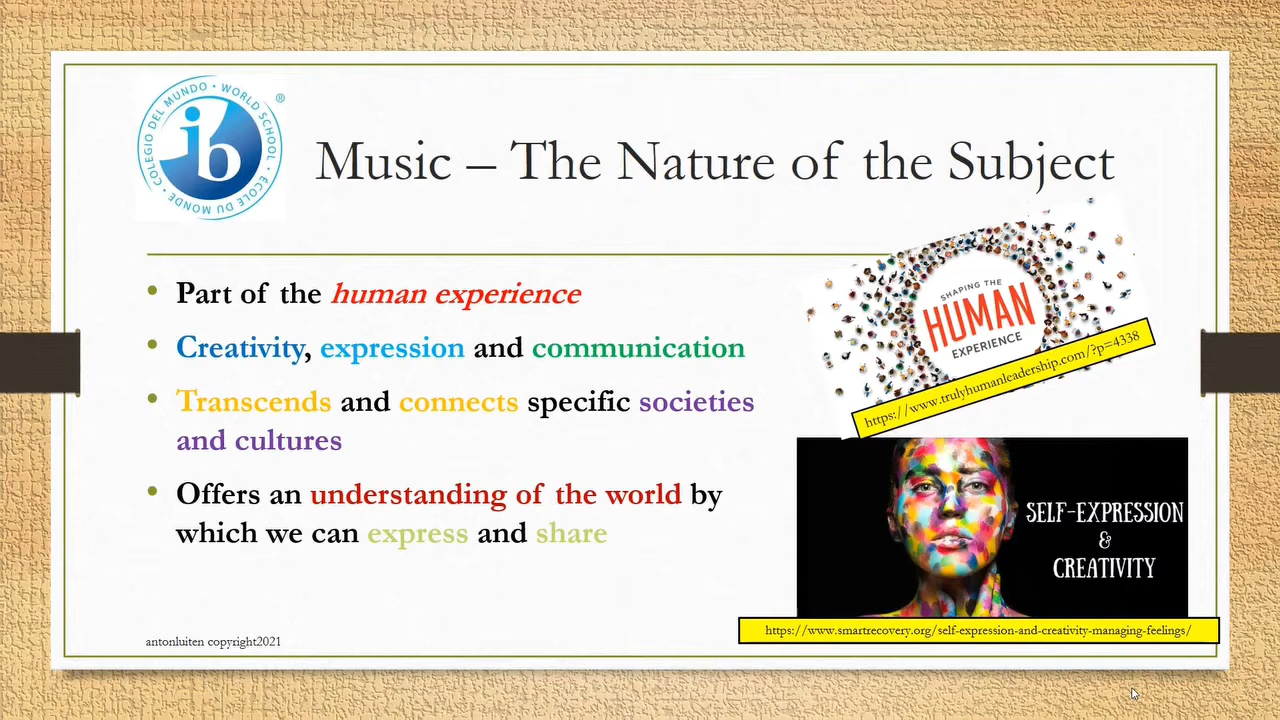 COLEGIO DEL MUNDO • WORLD SCHOOL • ÉCOLE DU MONDE •
ib
®
Music – The Nature of the Subject
• Part of the human experience
• Creativity, expression and communication
• Transcends and connects specific societies
and cultures
• Offers an understanding of the world by
which we can express and share
SHAPING THE
HUMAN
EXPERIENCE
https://www.trulyhumanleadership.com/?p=4338
SELF-EXPRESSION
&
CREATIVITY
https://www.smartrecovery.org/self-expression-and-creativity-managing-feelings/
antonluiten copyright2021